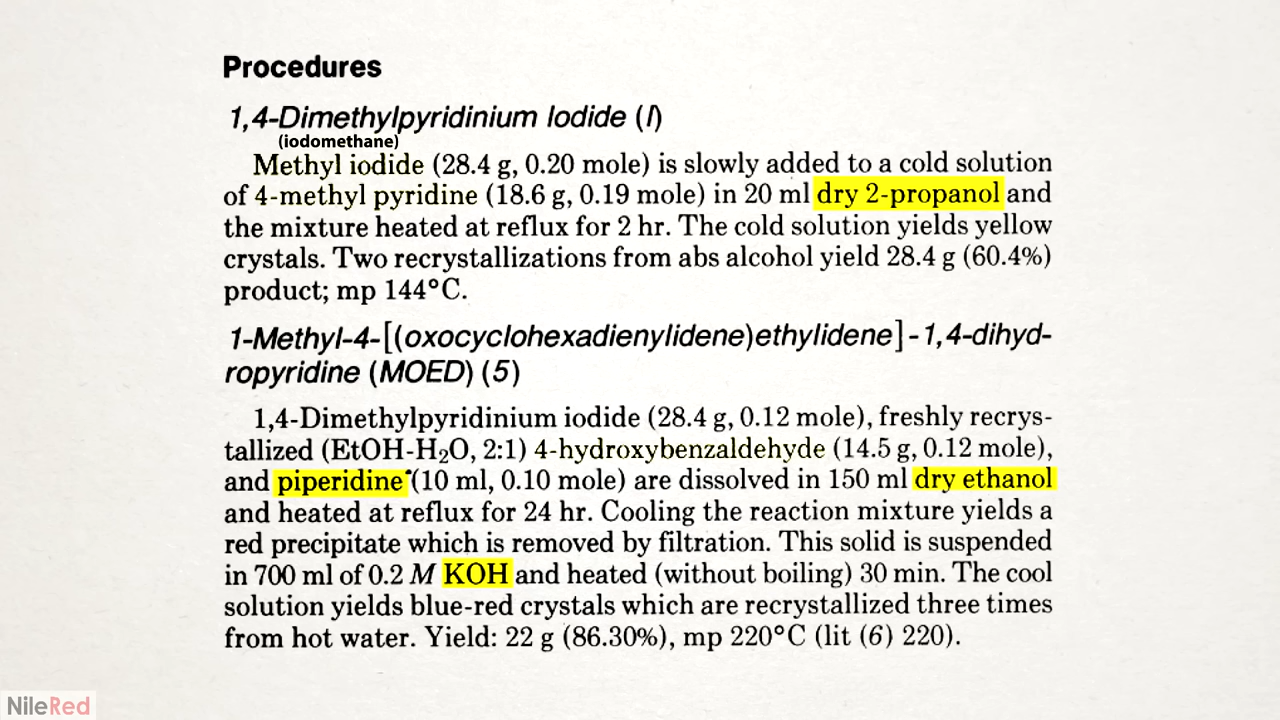 Procedures
1,4-Dimethylpyridinium Iodide (I)
(iodomethane)
Methyl iodide (28.4 g, 0.20 mole) is slowly added to a cold solution
of 4-methyl pyridine (18.6 g, 0.19 mole) in 20 ml dry 2-propanol and
the mixture heated at reflux for 2 hr. The cold solution yields yellow
crystals. Two recrystallizations from abs alcohol yield 28.4 g (60.4%)
product; mp 144°C.
1-Methyl-4-[(oxocyclohexadienylidene)ethylidene]-1,4-dihyd-
ropyridine (MOED) (5)
1,4-Dimethylpyridinium iodide (28.4 g, 0.12 mole), freshly recrys-
tallized (EtOH-H₂O, 2:1) 4-hydroxybenzaldehyde (14.5 g, 0.12 mole),
and piperidine (10 ml, 0.10 mole) are dissolved in 150 ml dry ethanol
and heated at reflux for 24 hr. Cooling the reaction mixture yields a
red precipitate which is removed by filtration. This solid is suspended
in 700 ml of 0.2 M KOH and heated (without boiling) 30 min. The cool
solution yields blue-red crystals which are recrystallized three times
from hot water. Yield: 22 g (86.30%), mp 220°C (lit (6) 220).
NileRed